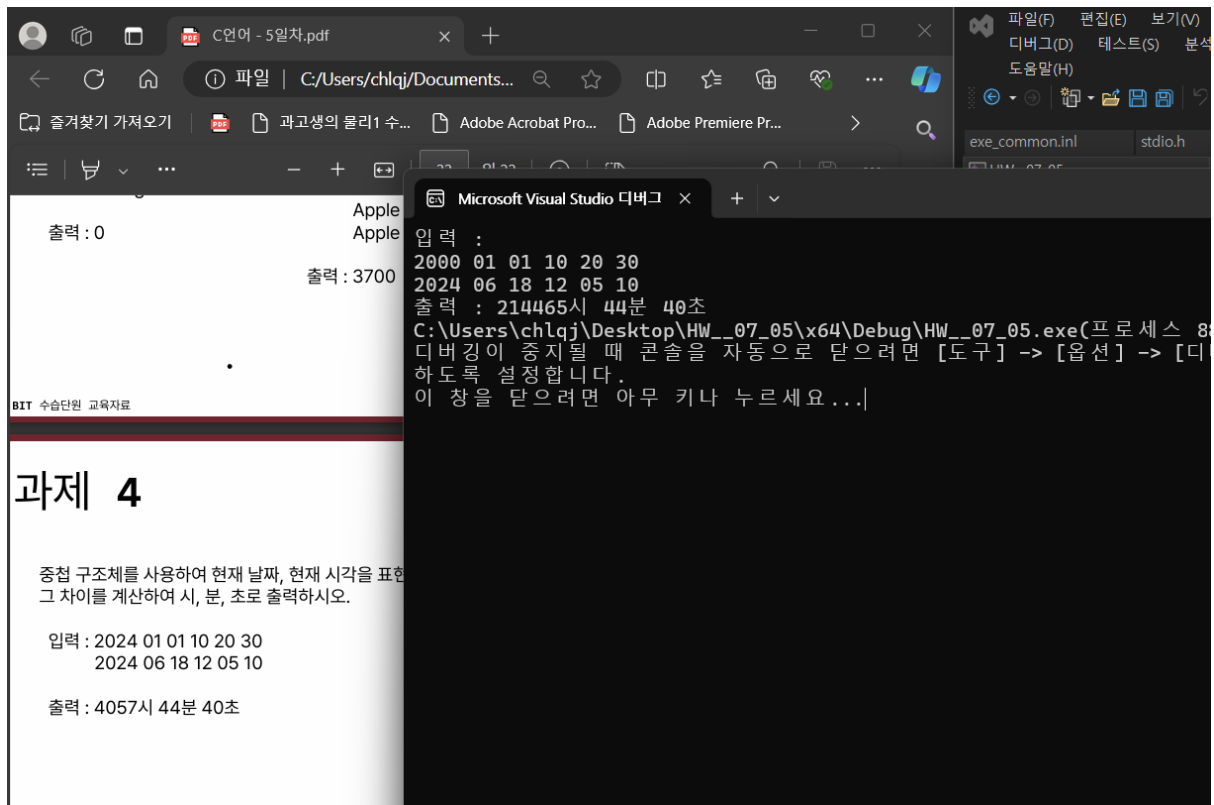 C언어 - 5일차.pdf
파일 | C:/Users/chlqj/Documents...
즐겨찾기 가져오기
과고생의 물리1 수...
Adobe Acrobat Pro...
Adobe Premiere Pr...
파일(F) 편집(E) 보기(V)
디버그(D) 테스트(S) 분석
도움말(H)
exe_common.inl stdio.h
Apple
출력 : 0 Apple
출력 : 3700
BIT 수습단원 교육자료
과제 4
중첩 구조체를 사용하여 현재 날짜, 현재 시각을 표현
그 차이를 계산하여 시, 분, 초로 출력하시오.
입력 : 2024 01 01 10 20 30
2024 06 18 12 05 10
출력 : 4057시 44분 40초
Microsoft Visual Studio 디버그
입력 :
2000 01 01 10 20 30
2024 06 18 12 05 10
출력 : 214465시 44분 40초
C:\Users\chlqj\Desktop\HW__07_05\x64\Debug\HW__07_05.exe(프로세스
디버깅이 중지될 때 콘솔을 자동으로 닫으려면 [도구] -> [옵션] -> [디
하도록 설정합니다.
이 창을 닫으려면 아무 키나 누르세요...